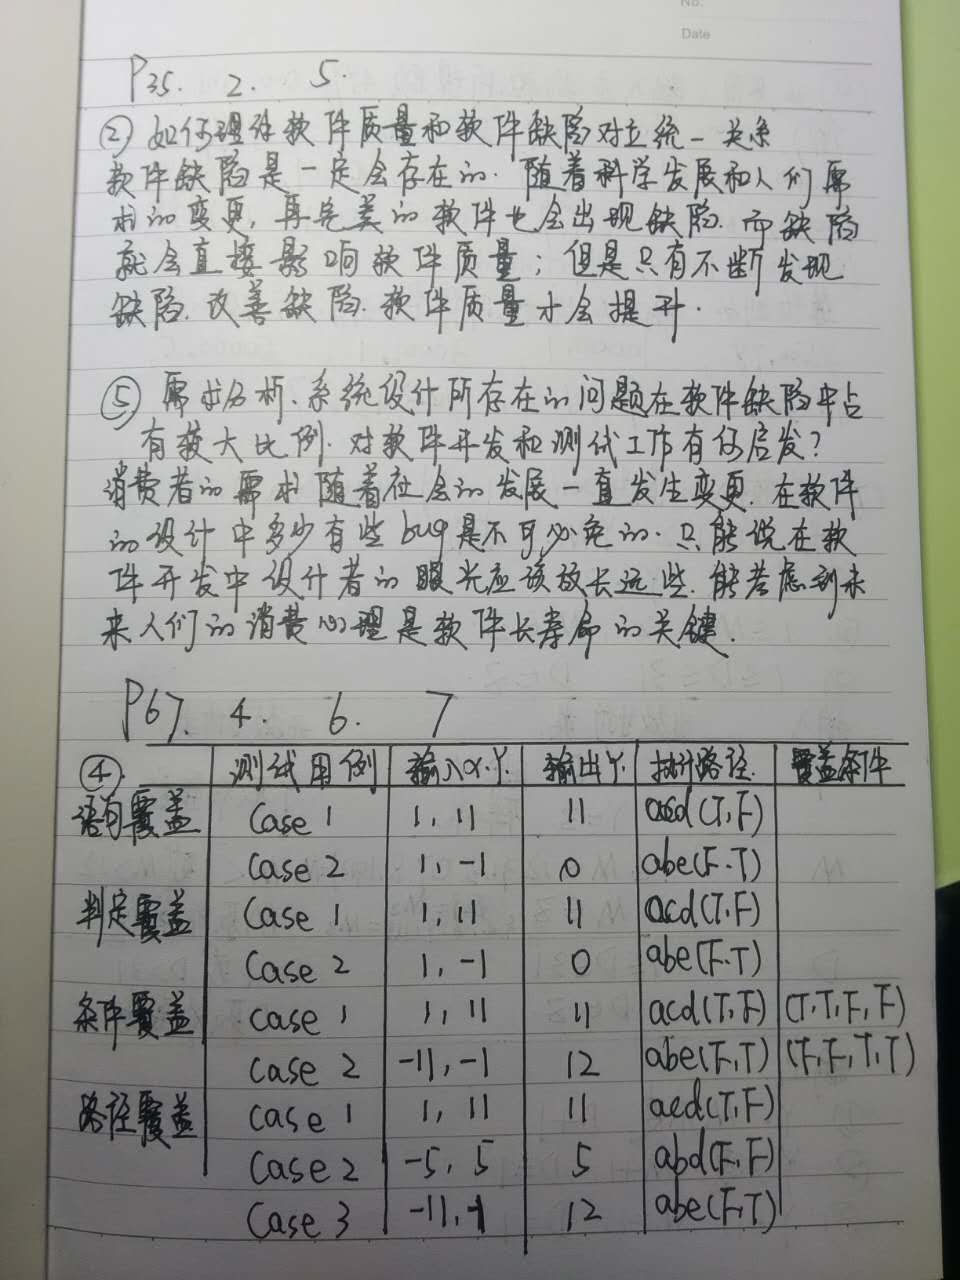 No.
Date
P35. 2. 5.
② 如何理解软件质量和软件缺陷对立统一关系
软件缺陷是一定会存在的. 随着科学发展和人们需
求的变更, 再完美的软件也会出现缺陷. 而缺陷
就会直接影响软件质量; 但是只有不断发现
缺陷. 改善缺陷. 软件质量才会提升.
⑤ 需求分析、系统设计所存在的问题在软件缺陷中占
有较大比例. 对软件开发和测试工作有何启发?
消费者的需求随着社会的发展一直发生变更. 在软件
的设计中多少有些bug是不可必免的. 只能说在软
件开发中设计者的眼光应该放长远些. 能考虑到未
来人们的消费心理是软件长寿命的关键.
P67. 4. 6. 7
④. 测试用例 输入α.Y. 输出Y. 执行路径. 覆盖条件
语句覆盖 Case 1 1, 11 11 acd(T,F)
Case 2 1, -1 0 abe(F.T)
判定覆盖 Case 1 1, 11 11 acd(T,F)
Case 2 1, -1 0 abe(F.T)
条件覆盖 Case 1 1, 11 11 acd(T,F) (T,T,F,F)
Case 2 -11, -1 12 abe(F,T) (F,F,T,T)
路径覆盖 Case 1 1, 11 11 acd(T,F)
Case 2 -5, 5 5 abd(F,F)
Case 3 -11,-1 12 abe(F,T)